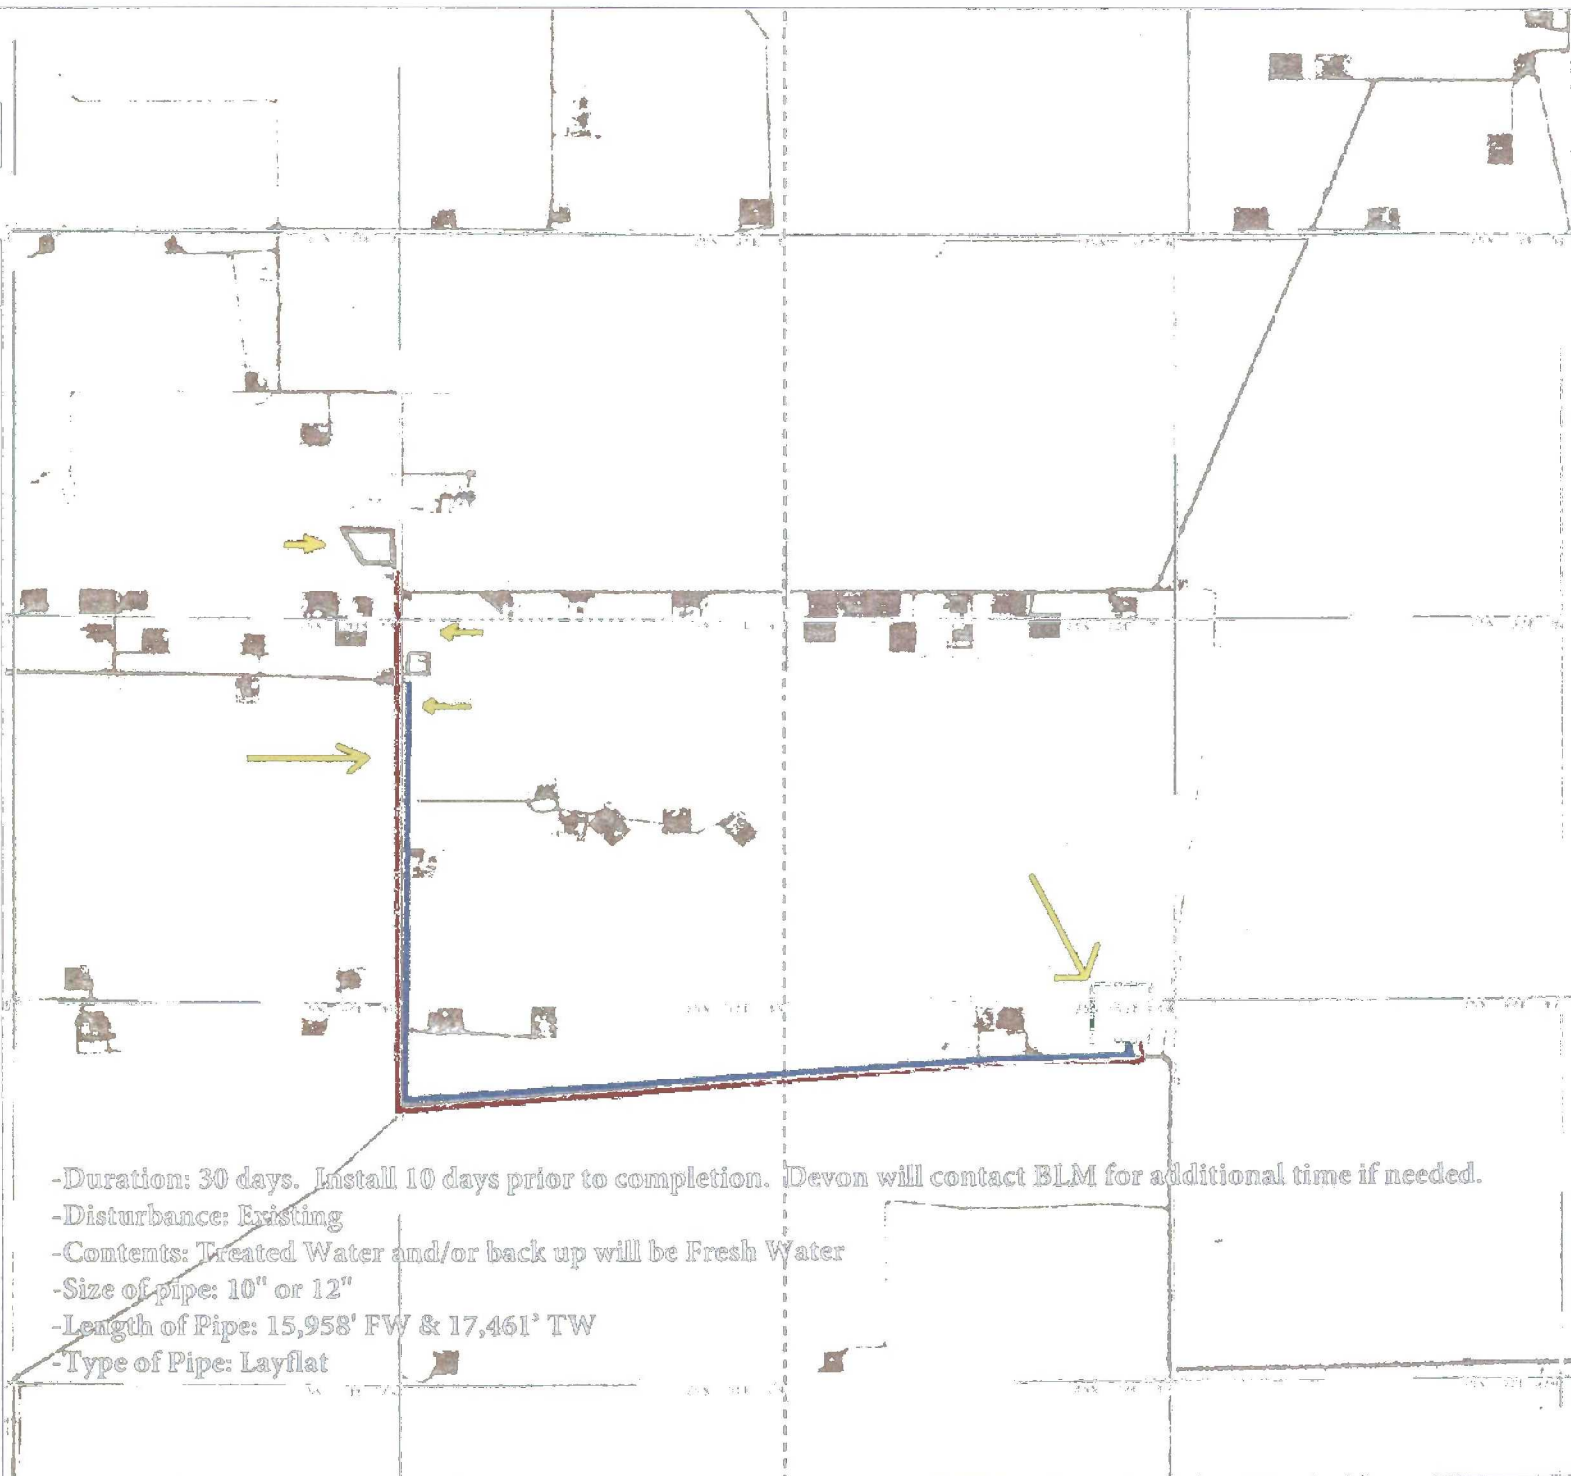 -Duration: 30 days. Install 10 days prior to completion. Devon will contact BLM for additional time if needed.
-Disturbance: Existing
-Contents: Treated Water and/or back up will be Fresh Water
-Size of pipe: 10" or 12"
-Length of Pipe: 15,958' FW & 17,461' TW
-Type of Pipe: Layflat